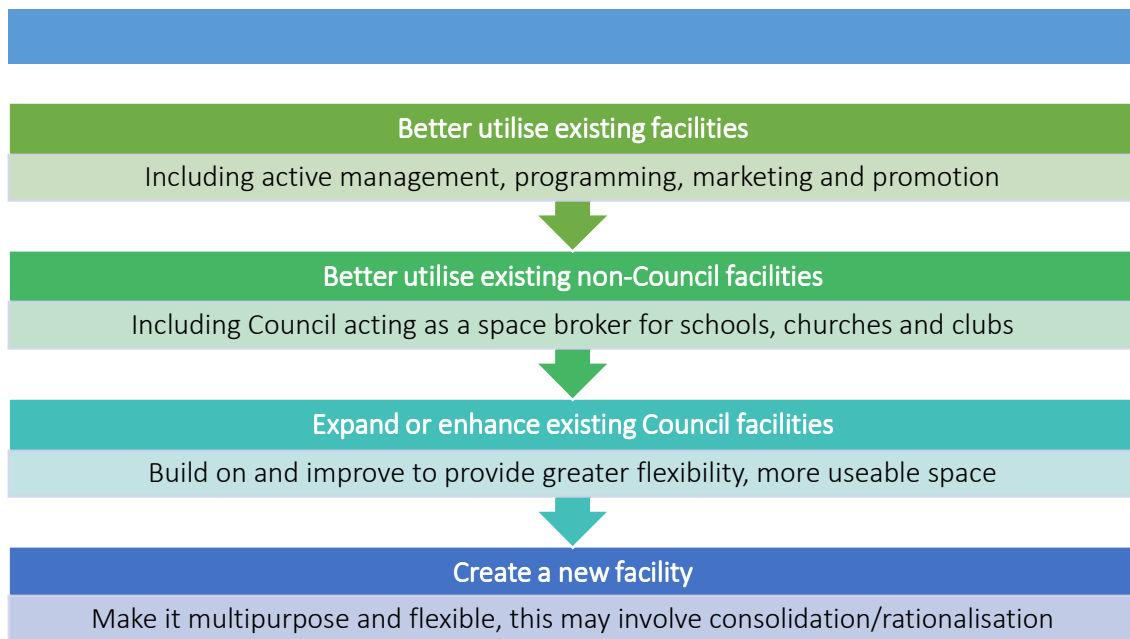 Better utilise existing facilities
Including active management, programming, marketing and promotion
Better utilise existing non-Council facilities
Including Council acting as a space broker for schools, churches and clubs
Expand or enhance existing Council facilities
Build on and improve to provide greater flexibility, more useable space
Create a new facility
Make it multipurpose and flexible, this may involve consolidation/rationalisation